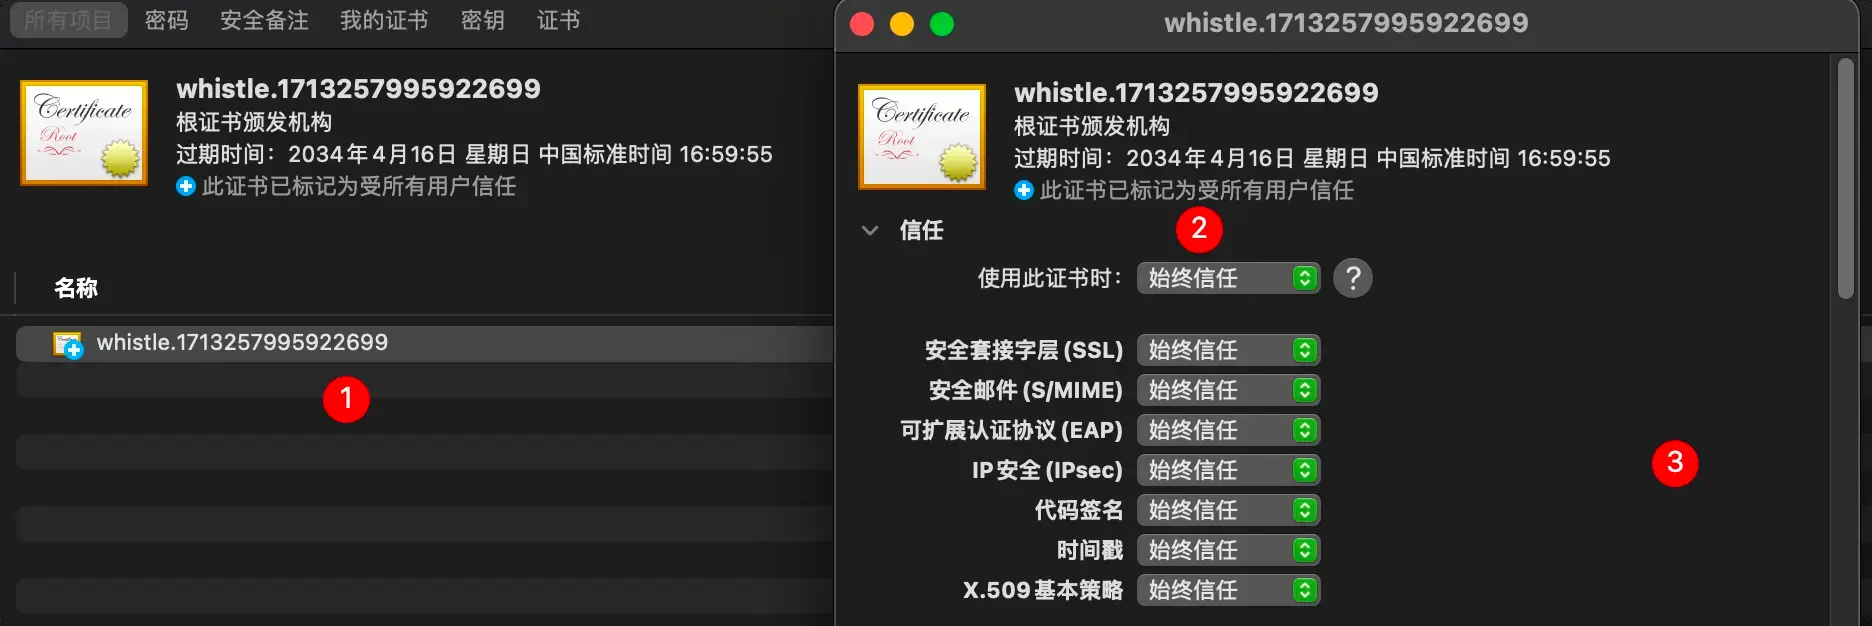 所有项目 密码 安全备注 我的证书 密钥 证书
Certificate
Root
whistle.1713257995922699
根证书颁发机构
过期时间：2034年4月16日 星期日 中国标准时间 16:59:55
此证书已标记为受所有用户信任
名称
whistle.1713257995922699
1
whistle.1713257995922699
Certificate
Root
whistle.1713257995922699
根证书颁发机构
过期时间：2034年4月16日 星期日 中国标准时间 16:59:55
此证书已标记为受所有用户信任
信任
2
使用此证书时： 始终信任 ?
安全套接字层 (SSL) 始终信任
安全邮件 (S/MIME) 始终信任
可扩展认证协议 (EAP) 始终信任
IP 安全 (IPsec) 始终信任
3
代码签名 始终信任
时间戳 始终信任
X.509 基本策略 始终信任